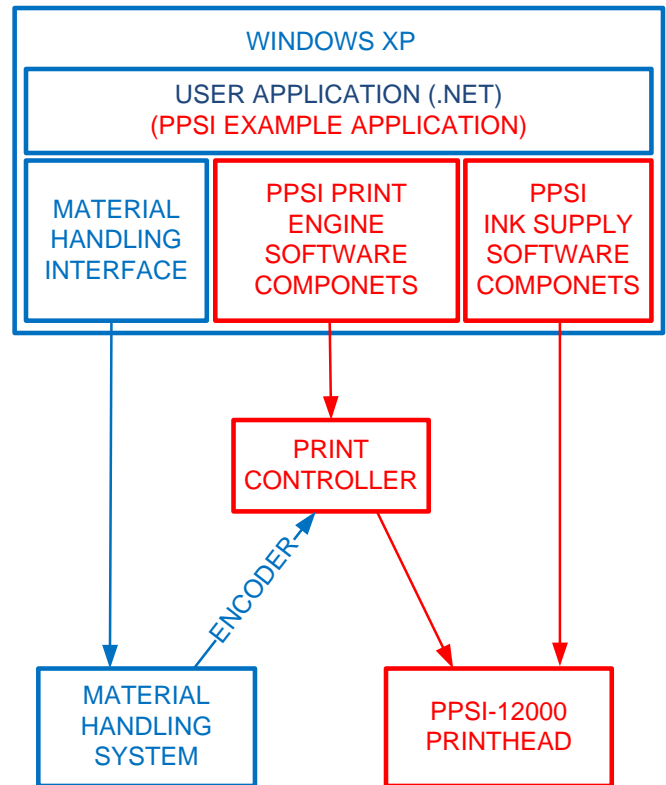 WINDOWS XP
USER APPLICATION (.NET)
(PPSI EXAMPLE APPLICATION)
MATERIAL
HANDLING
INTERFACE
PPSI PRINT
ENGINE
SOFTWARE
COMPONETS
PPSI
INK SUPPLY
SOFTWARE
COMPONETS
PRINT
CONTROLLER
ENCODER
MATERIAL
HANDLING
SYSTEM
PPSI-12000
PRINTHEAD